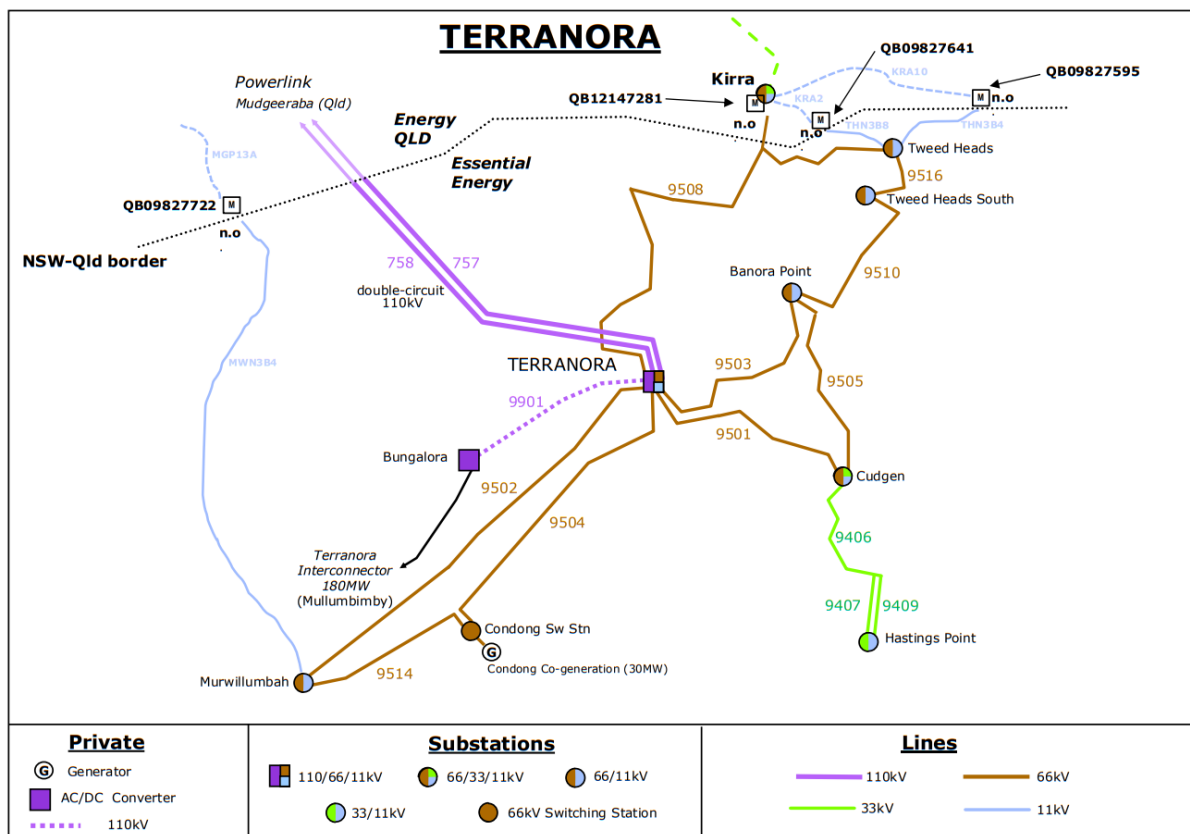 TERRANORA
QB09827641
Powerlink
Mudgeeraba (Qld)
Kirra
KRA10
QB09827595
QB12147281
KRA2
n.o
n.o
n.o
THN3B8
THN3B4
Energy
QLD
Essential
Energy
MGP13A
Tweed Heads
9516
9508
Tweed Heads South
QB09827722
M
M
M
M
n.o
NSW-Qld border
758
757
double-circuit
110kV
9510
Banora Point
MWN3B4
TERRANORA
9503
9505
9901
9501
Bungalora
Cudgen
9502
9504
9406
Terranora
Interconnector
180MW
(Mullumbimby)
9407
9409
Condong Sw Stn
Hastings Point
G
Condong Co-generation (30MW)
Murwillumbah
9514
Private
G
Generator
AC/DC Converter
110kV
Substations
110/66/11kV
66/33/11kV
66/11kV
33/11kV
66kV Switching Station
Lines
110kV
66kV
33kV
11kV